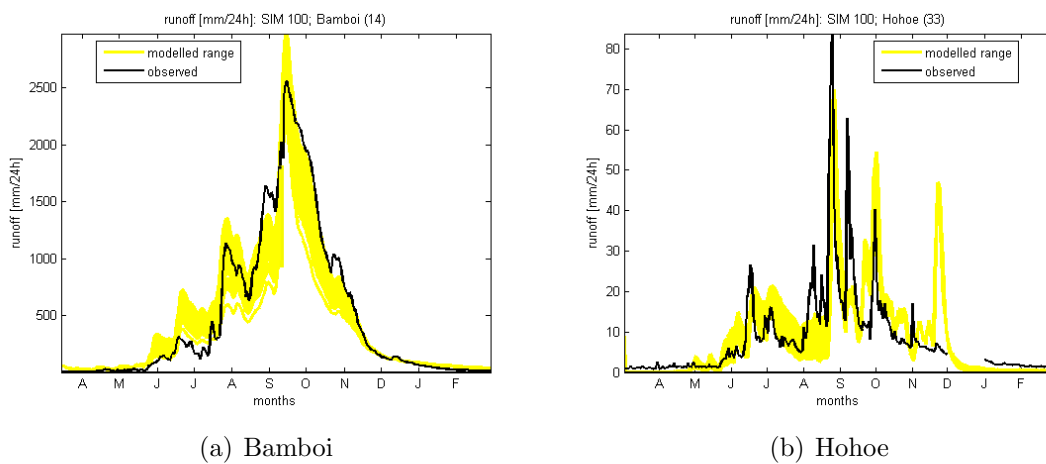 runoff [mm/24h]: SIM 100; Bamboi (14)
modelled range
observed
runoff [mm/24h]
2500
2000
1500
1000
500
A M J J A S O N D J F
months
(a) Bamboi
runoff [mm/24h]: SIM 100; Hohoe (33)
modelled range
observed
runoff [mm/24h]
80
70
60
50
40
30
20
10
0
A M J J A S O N D J F
months
(b) Hohoe